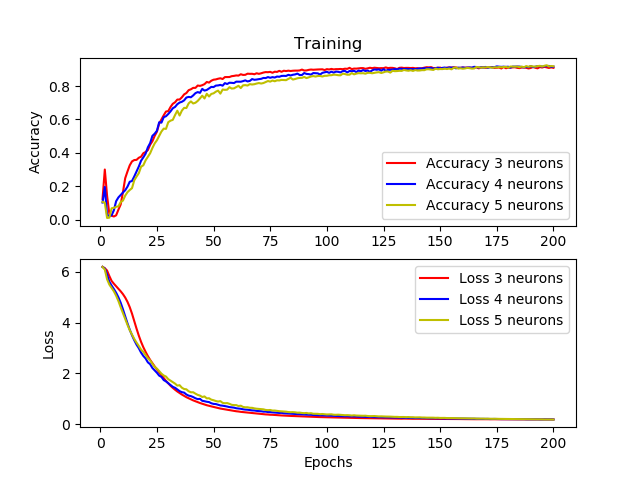 Training
Accuracy
0.8
0.6
0.4
0.2
0.0
Accuracy 3 neurons
Accuracy 4 neurons
Accuracy 5 neurons
0 25 50 75 100 125 150 175 200
Loss
6
4
2
0
Loss 3 neurons
Loss 4 neurons
Loss 5 neurons
0 25 50 75 100 125 150 175 200
Epochs